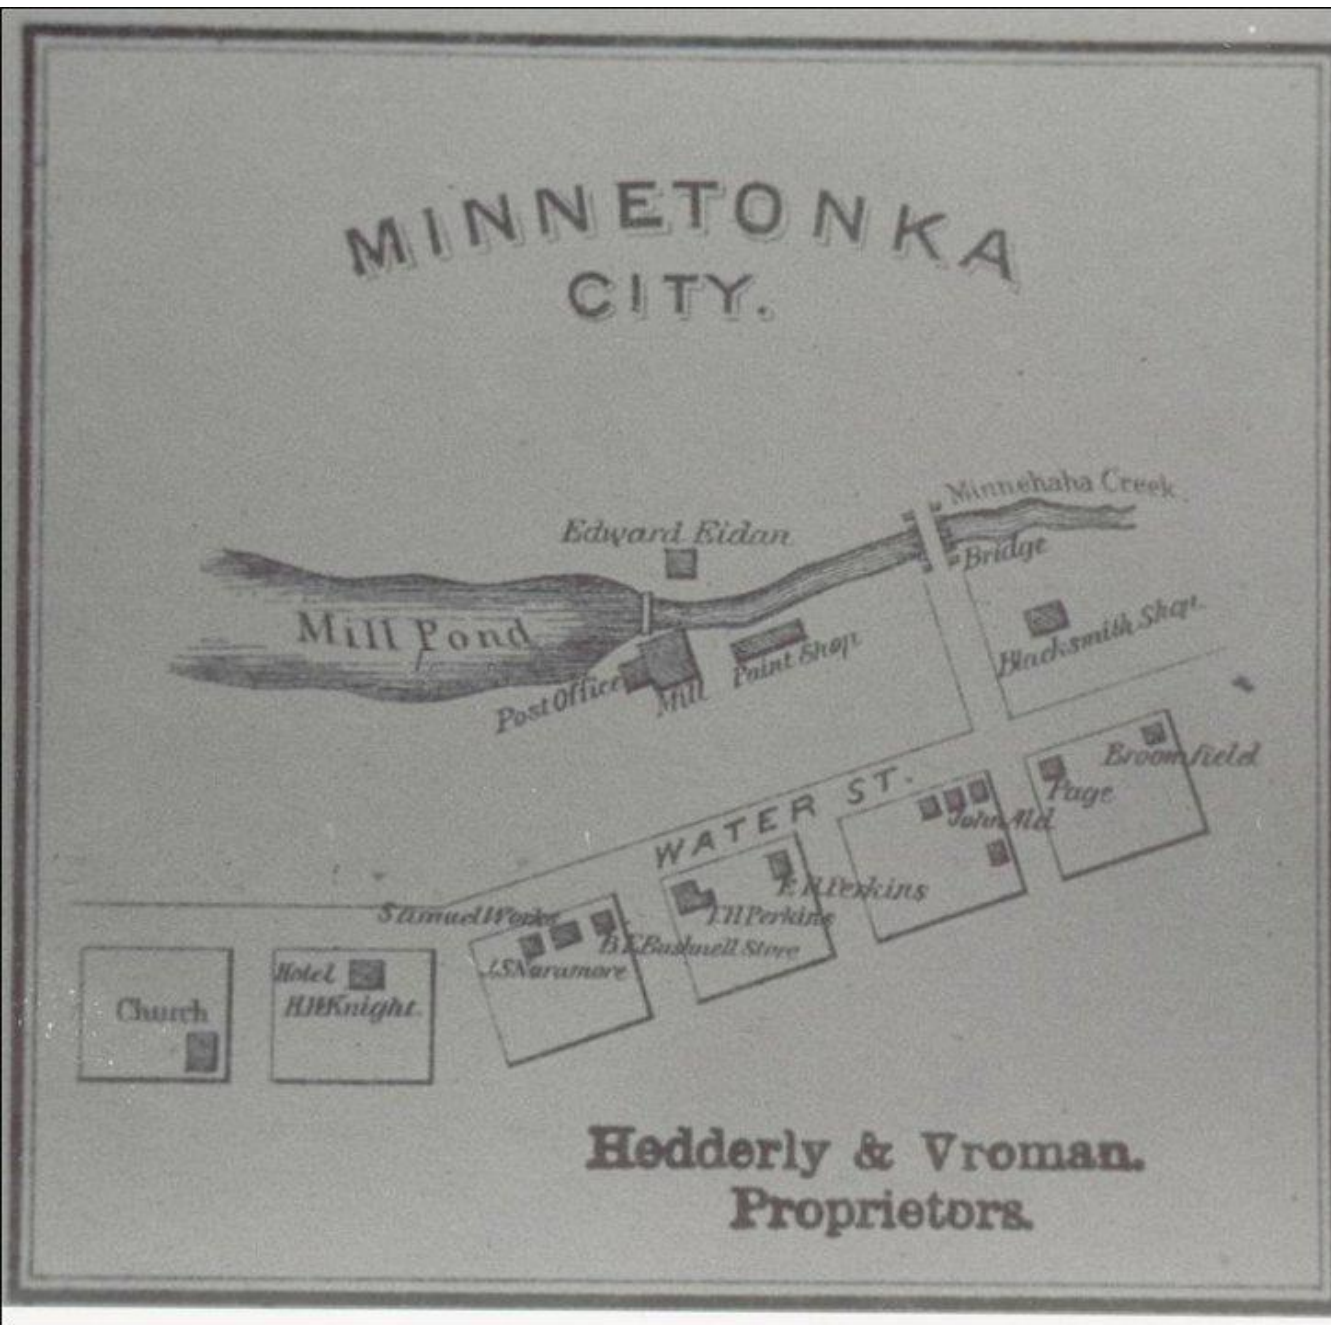 MINNETONKA
CITY.
Minnehaha Creek.
Edward Eidan
Bridge
Mill Pond
Blacksmith Shop.
Paint Shop
Post Office
Mill
Broomfield
Page
WATER ST.
John Ald
F. H. Perkins
Samuel Works
T H Perkins
B. F. Bushnell Store
J. S Naramore
Hotel
H. H. Knight.
Church
Hedderly & Vroman.
Proprietors.